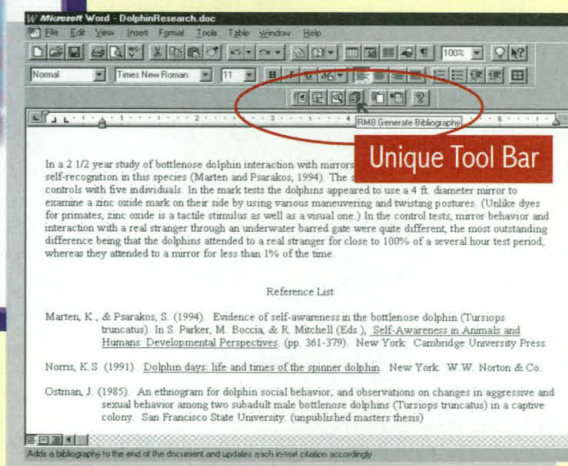 Microsoft Word - DolphinResearch.doc
File Edit View Insert Format Tools Table Window Help
100%
Normal Times New Roman 11 B I U
RMB Generate Bibliography
1 2 3 4 6
Unique Tool Bar
In a 2 1/2 year study of bottlenose dolphin interaction with mirrors
self-recognition in this species (Marten and Psarakos, 1994). The s
controls with five individuals. In the mark tests the dolphins appeared to use a 4 ft. diameter mirror to
examine a zinc oxide mark on their side by using various maneuvering and twisting postures. (Unlike dyes
for primates, zinc oxide is a tactile stimulus as well as a visual one.) In the control tests, mirror behavior and
interaction with a real stranger through an underwater barred gate were quite different, the most outstanding
difference being that the dolphins attended to a real stranger for close to 100% of a several hour test period,
whereas they attended to a mirror for less than 1% of the time.
Reference List
Marten, K., & Psarakos, S. (1994). Evidence of self-awareness in the bottlenose dolphin (Tursiops
truncatus). In S. Parker, M. Boccia, & R. Mitchell (Eds.), Self-Awareness in Animals and
Humans: Developmental Perspectives. (pp. 361-379). New York: Cambridge University Press.
Norris, K.S. (1991). Dolphin days: life and times of the spinner dolphin. New York: W.W. Norton & Co.
Ostman, J. (1985). An ethnogram for dolphin social behavior, and observations on changes in aggressive and
sexual behavior among two subadult male bottlenose dolphins (Tursiops truncatus) in a captive
colony. San Francisco State University. (unpublished masters thesis)
Adds a bibliography to the end of the document and updates each in-text citation accordingly